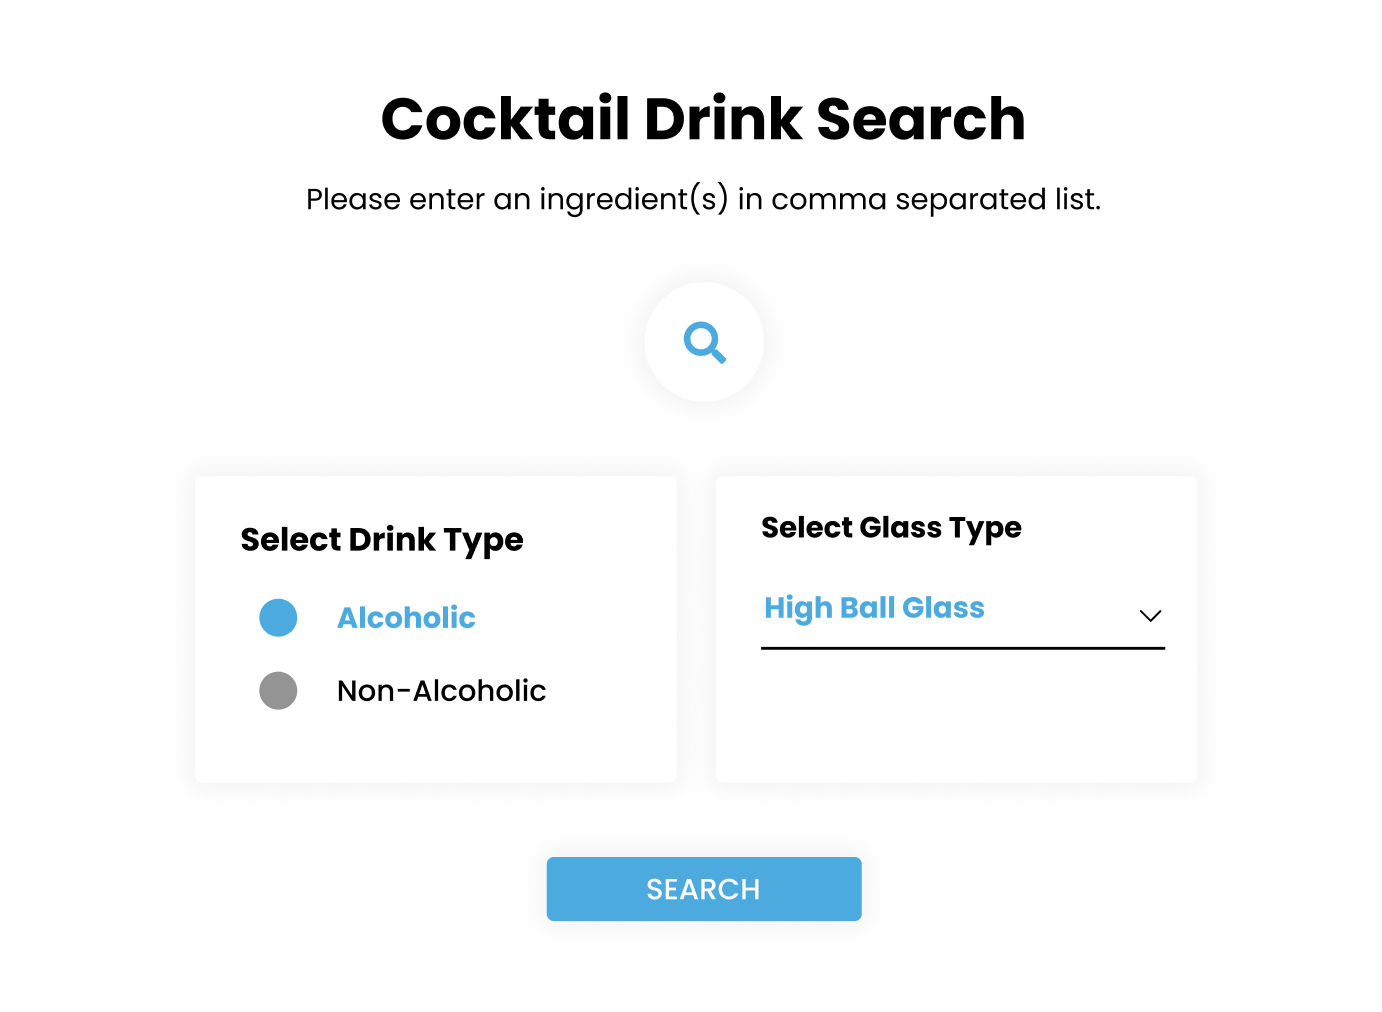 Cocktail Drink Search
Please enter an ingredient(s) in comma separated list.
Select Drink Type
Alcoholic
Non-Alcoholic
Select Glass Type
High Ball Glass
SEARCH